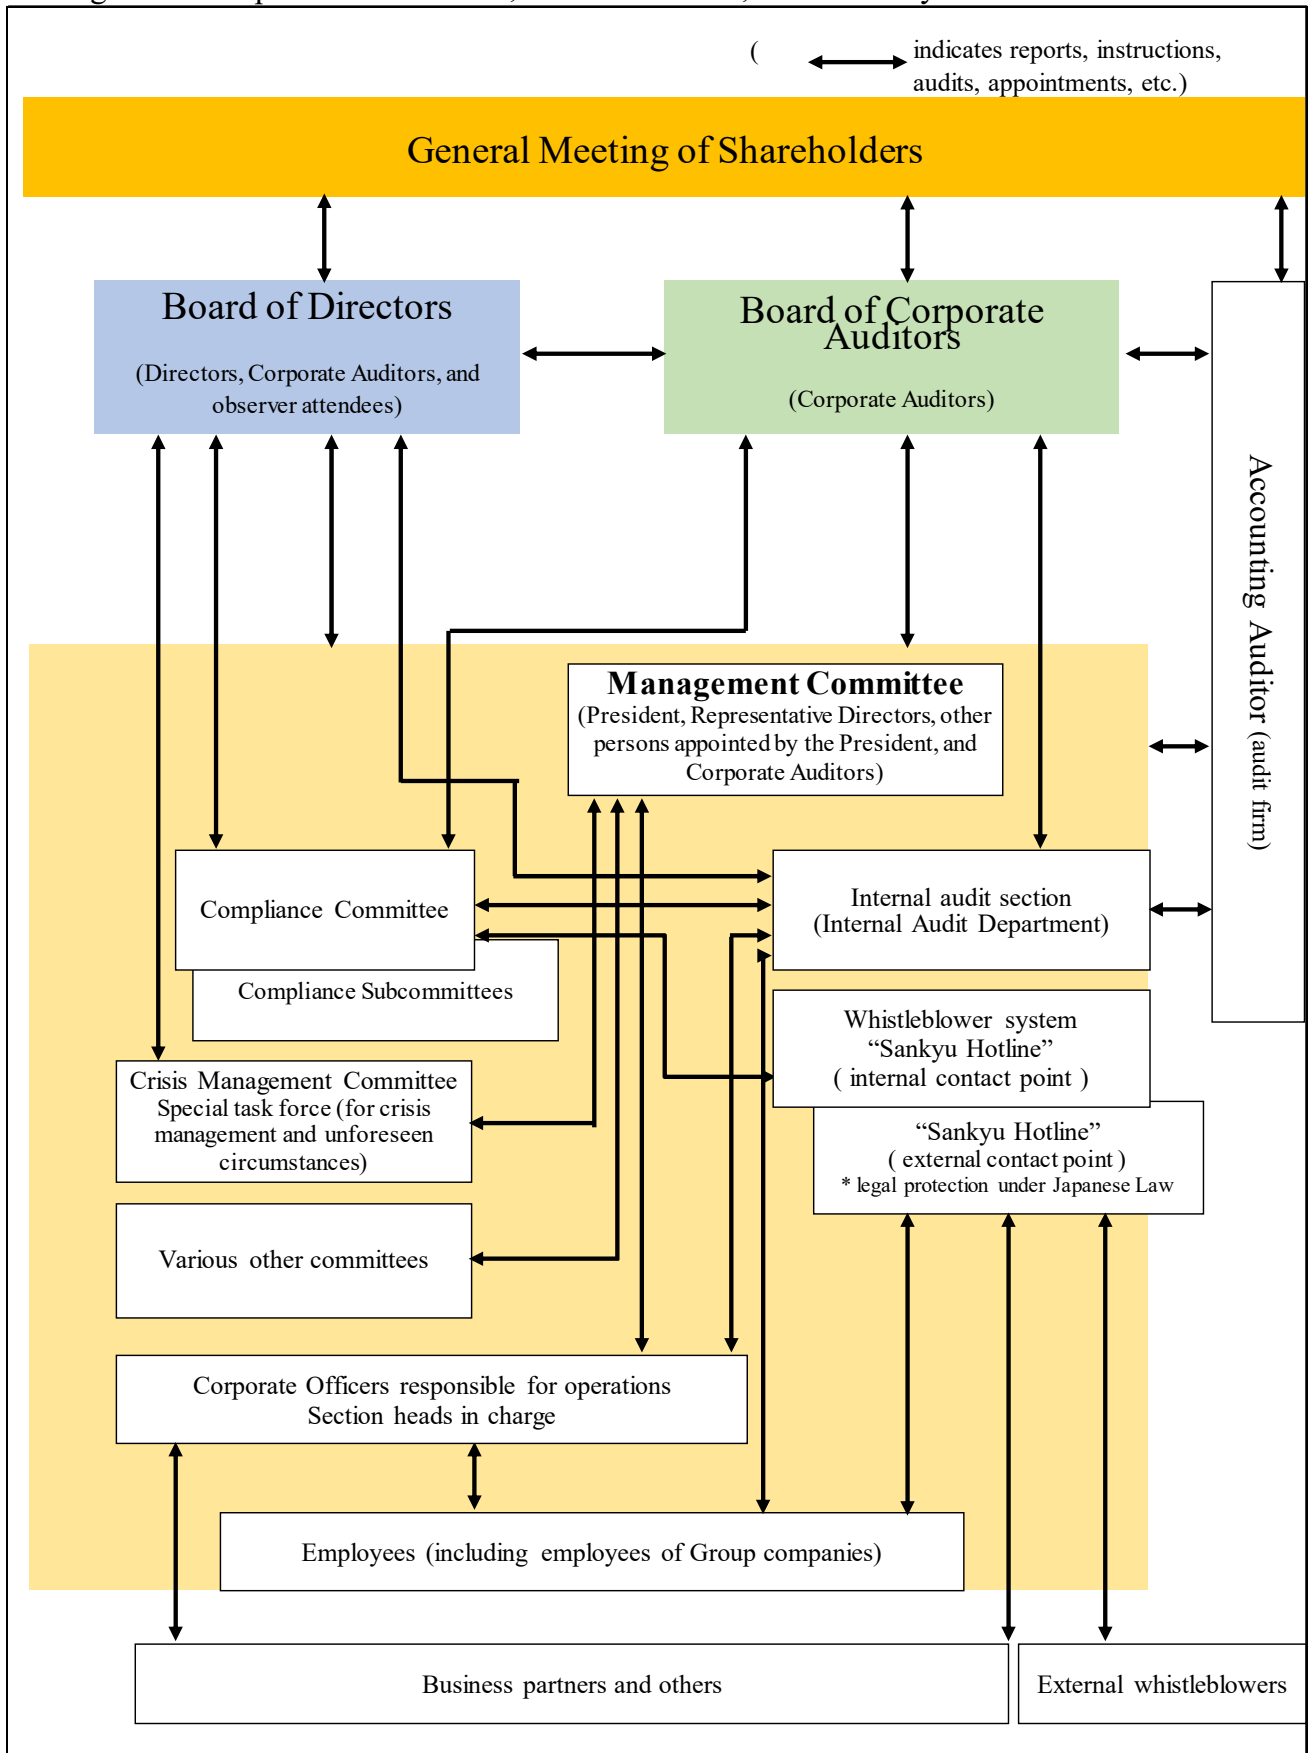 (
indicates reports, instructions,
audits, appointments, etc.)
General Meeting of Shareholders
Board of Directors
(Directors, Corporate Auditors, and
observer attendees)
Board of Corporate
Auditors
(Corporate Auditors)
Accounting Auditor (audit firm)
Management Committee
(President, Representative Directors, other
persons appointed by the President, and
Corporate Auditors)
Compliance Committee
Compliance Subcommittees
Internal audit section
(Internal Audit Department)
Whistleblower system
“Sankyu Hotline”
( internal contact point )
“Sankyu Hotline”
( external contact point )
* legal protection under Japanese Law
Crisis Management Committee
Special task force (for crisis
management and unforeseen
circumstances)
Various other committees
Corporate Officers responsible for operations
Section heads in charge
Employees (including employees of Group companies)
Business partners and others
External whistleblowers